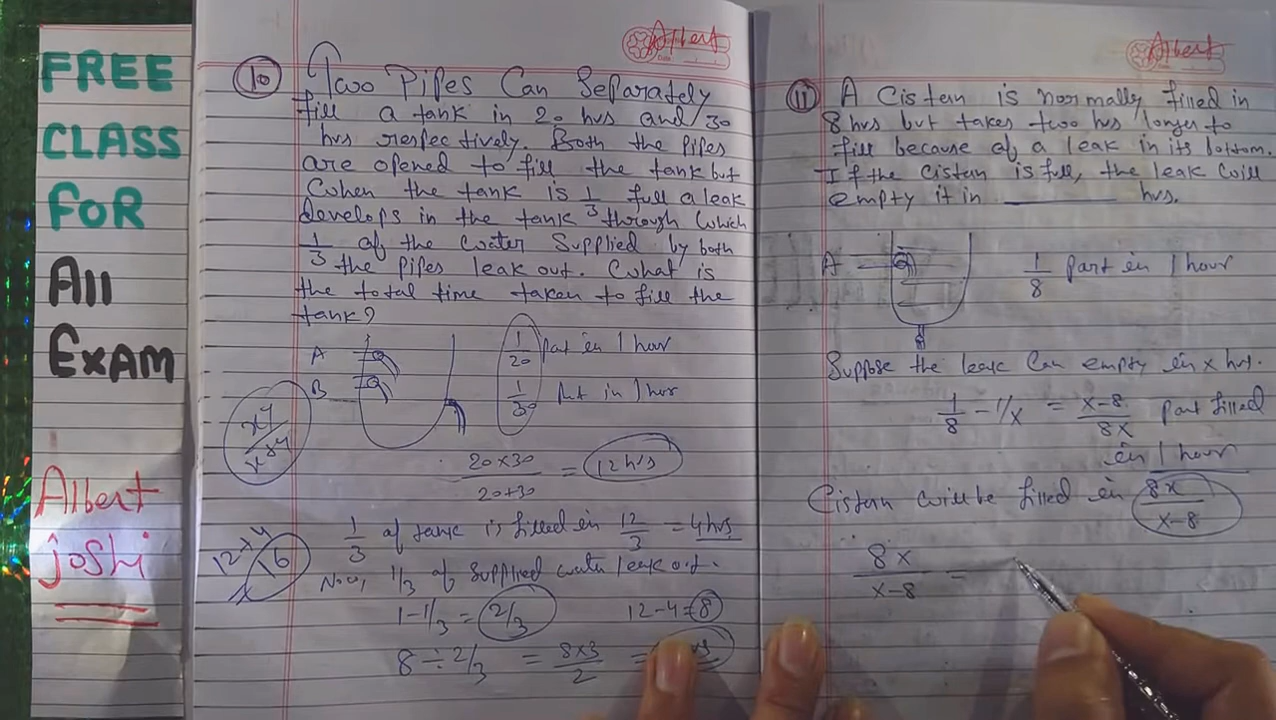 FREE
CLASS
FOR
All
ExAM
Albert
joshi
Albert
10 Two Pipes Can Separately
fill a tank in 20 hrs and 30
hrs respectively. Both the Pipes
are opened to fill the tank but
when the tank is 1/3 full a leak
develops in the tank through which
1/3 of the water Supplied by both
the Pipes leak out. What is
the total time taken to fill the
tank?
A 1/20 Part in 1 hour
B 1/30 Part in 1 hour
xy/x+y
20×30/20+30 = 12 hrs
1/3 of tank is filled in 12/3 = 4hrs
12+4
16
Now, 1/3 of Supplied water leak out.
1-1/3 = 2/3 12-4=8
8÷2/3 = 8×3/2 =
Albert
11 A Cistern is normally filled in
8 hrs but takes two hrs longer to
fill because of a leak in its bottom.
If the cistern is full, the leak will
empty it in ______ hrs.
A 1/8 Part in 1 hour
Suppose the leak Can empty in x hrs.
1/8 - 1/x = x-8/8x Part filled
in 1 hour
Cistern will be filled in 8x/x-8
8x/x-8 =